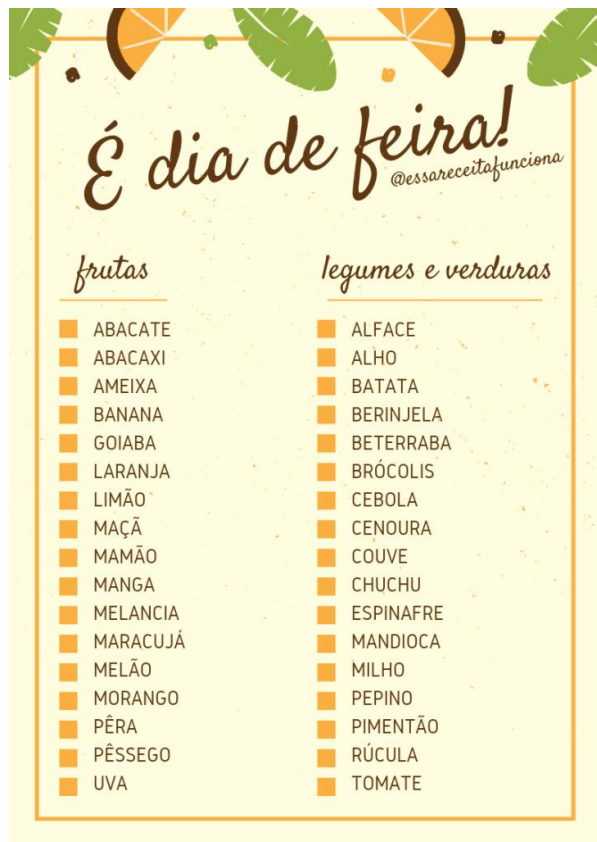 É dia de feira!
@essareceitafunciona
frutas
ABACATE
ABACAXI
AMEIXA
BANANA
GOIABA
LARANJA
LIMÃO
MAÇÃ
MAMÃO
MANGA
MELANCIA
MARACUJÁ
MELÃO
MORANGO
PÊRA
PÊSSEGO
UVA
legumes e verduras
ALFACE
ALHO
BATATA
BERINJELA
BETERRABA
BRÓCOLIS
CEBOLA
CENOURA
COUVE
CHUCHU
ESPINAFRE
MANDIOCA
MILHO
PEPINO
PIMENTÃO
RÚCULA
TOMATE